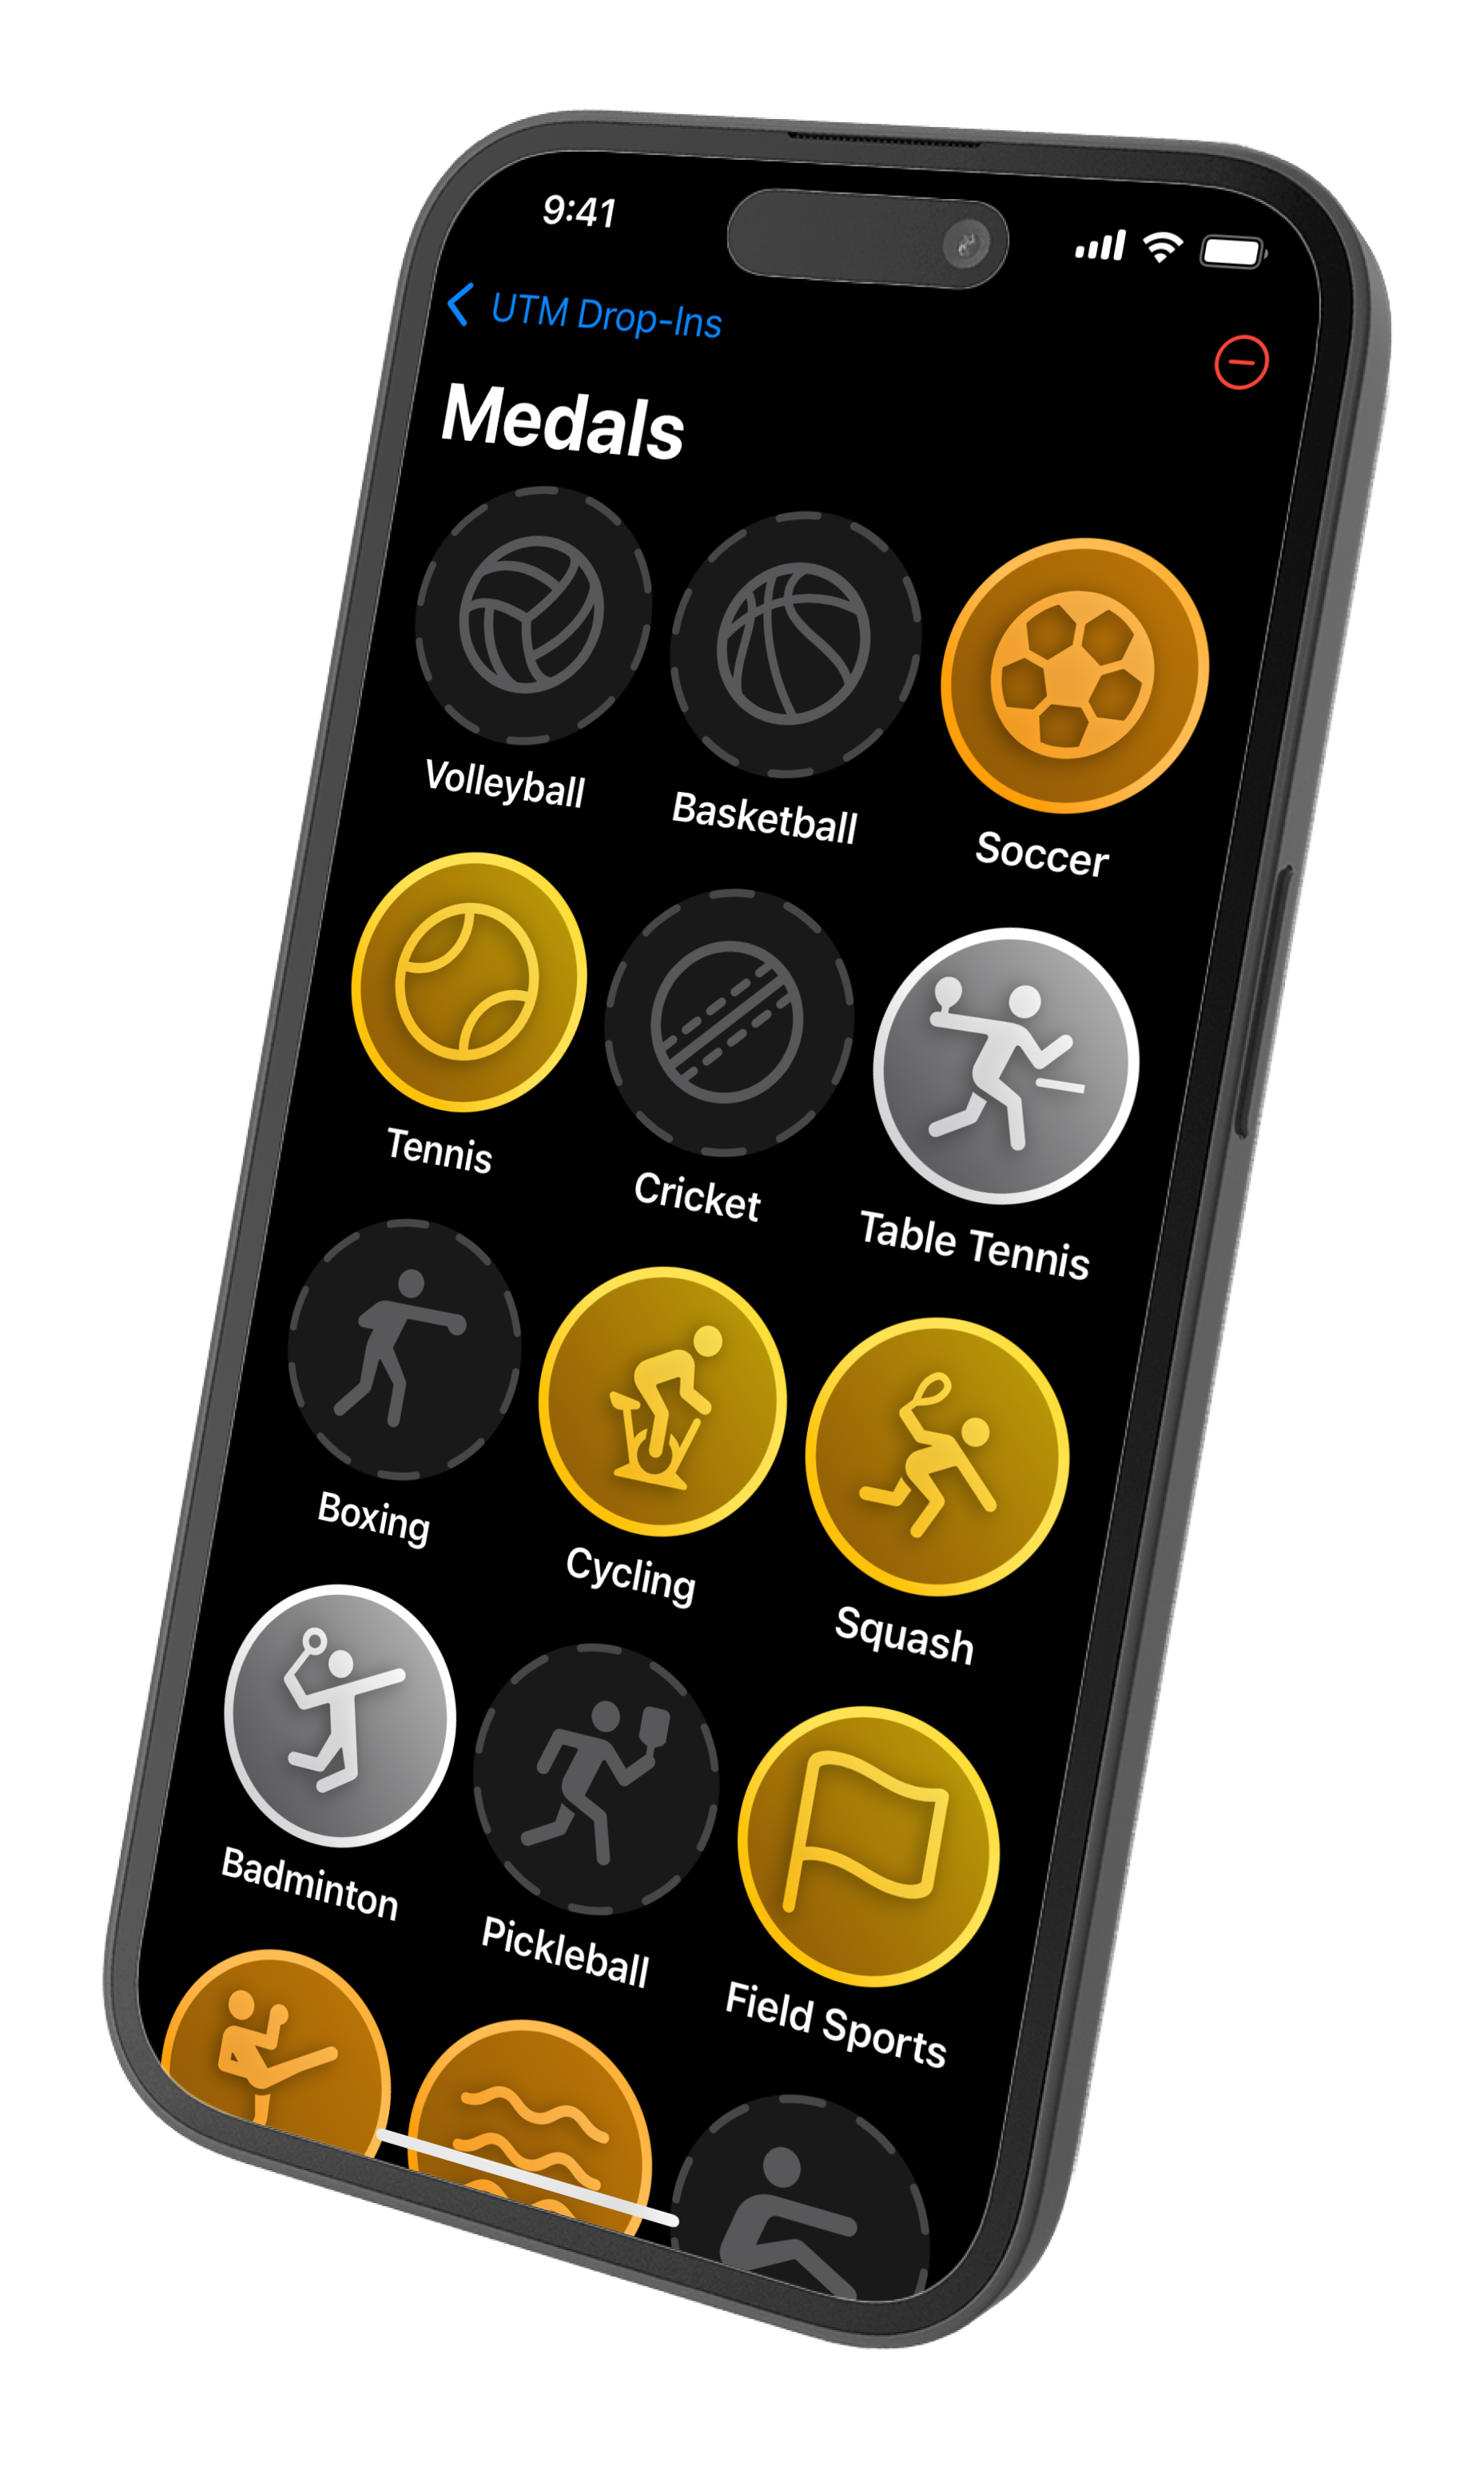 9:41
UTM Drop-Ins
Medals
Volleyball
Basketball
Soccer
Tennis
Cricket
Table Tennis
Boxing
Cycling
Squash
Badminton
Pickleball
Field Sports